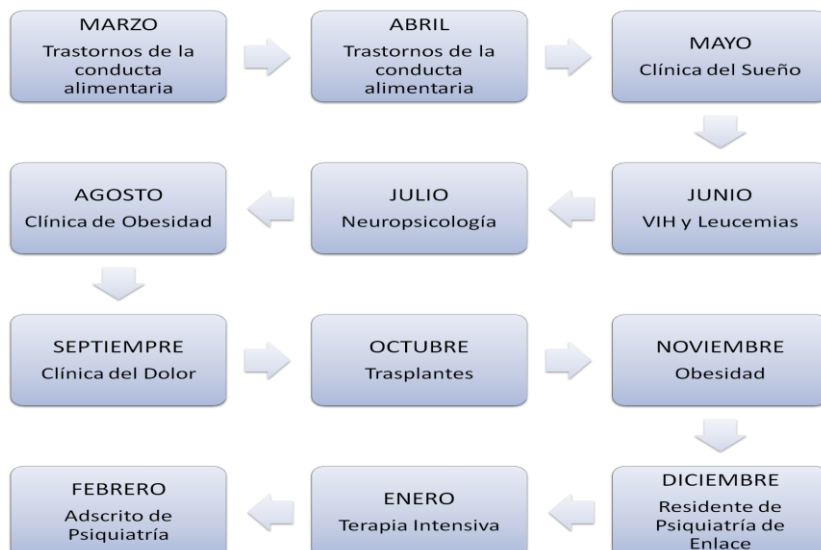 MARZO
Trastornos de la
conducta
alimentaria
ABRIL
Trastornos de la
conducta
alimentaria
MAYO
Clínica del Sueño
JUNIO
VIH y Leucemias
JULIO
Neuropsicología
AGOSTO
Clínica de Obesidad
SEPTIEMPRE
Clínica del Dolor
OCTUBRE
Trasplantes
NOVIEMBRE
Obesidad
DICIEMBRE
Residente de
Psiquiatría de
Enlace
ENERO
Terapia Intensiva
FEBRERO
Adscrito de
Psiquiatría